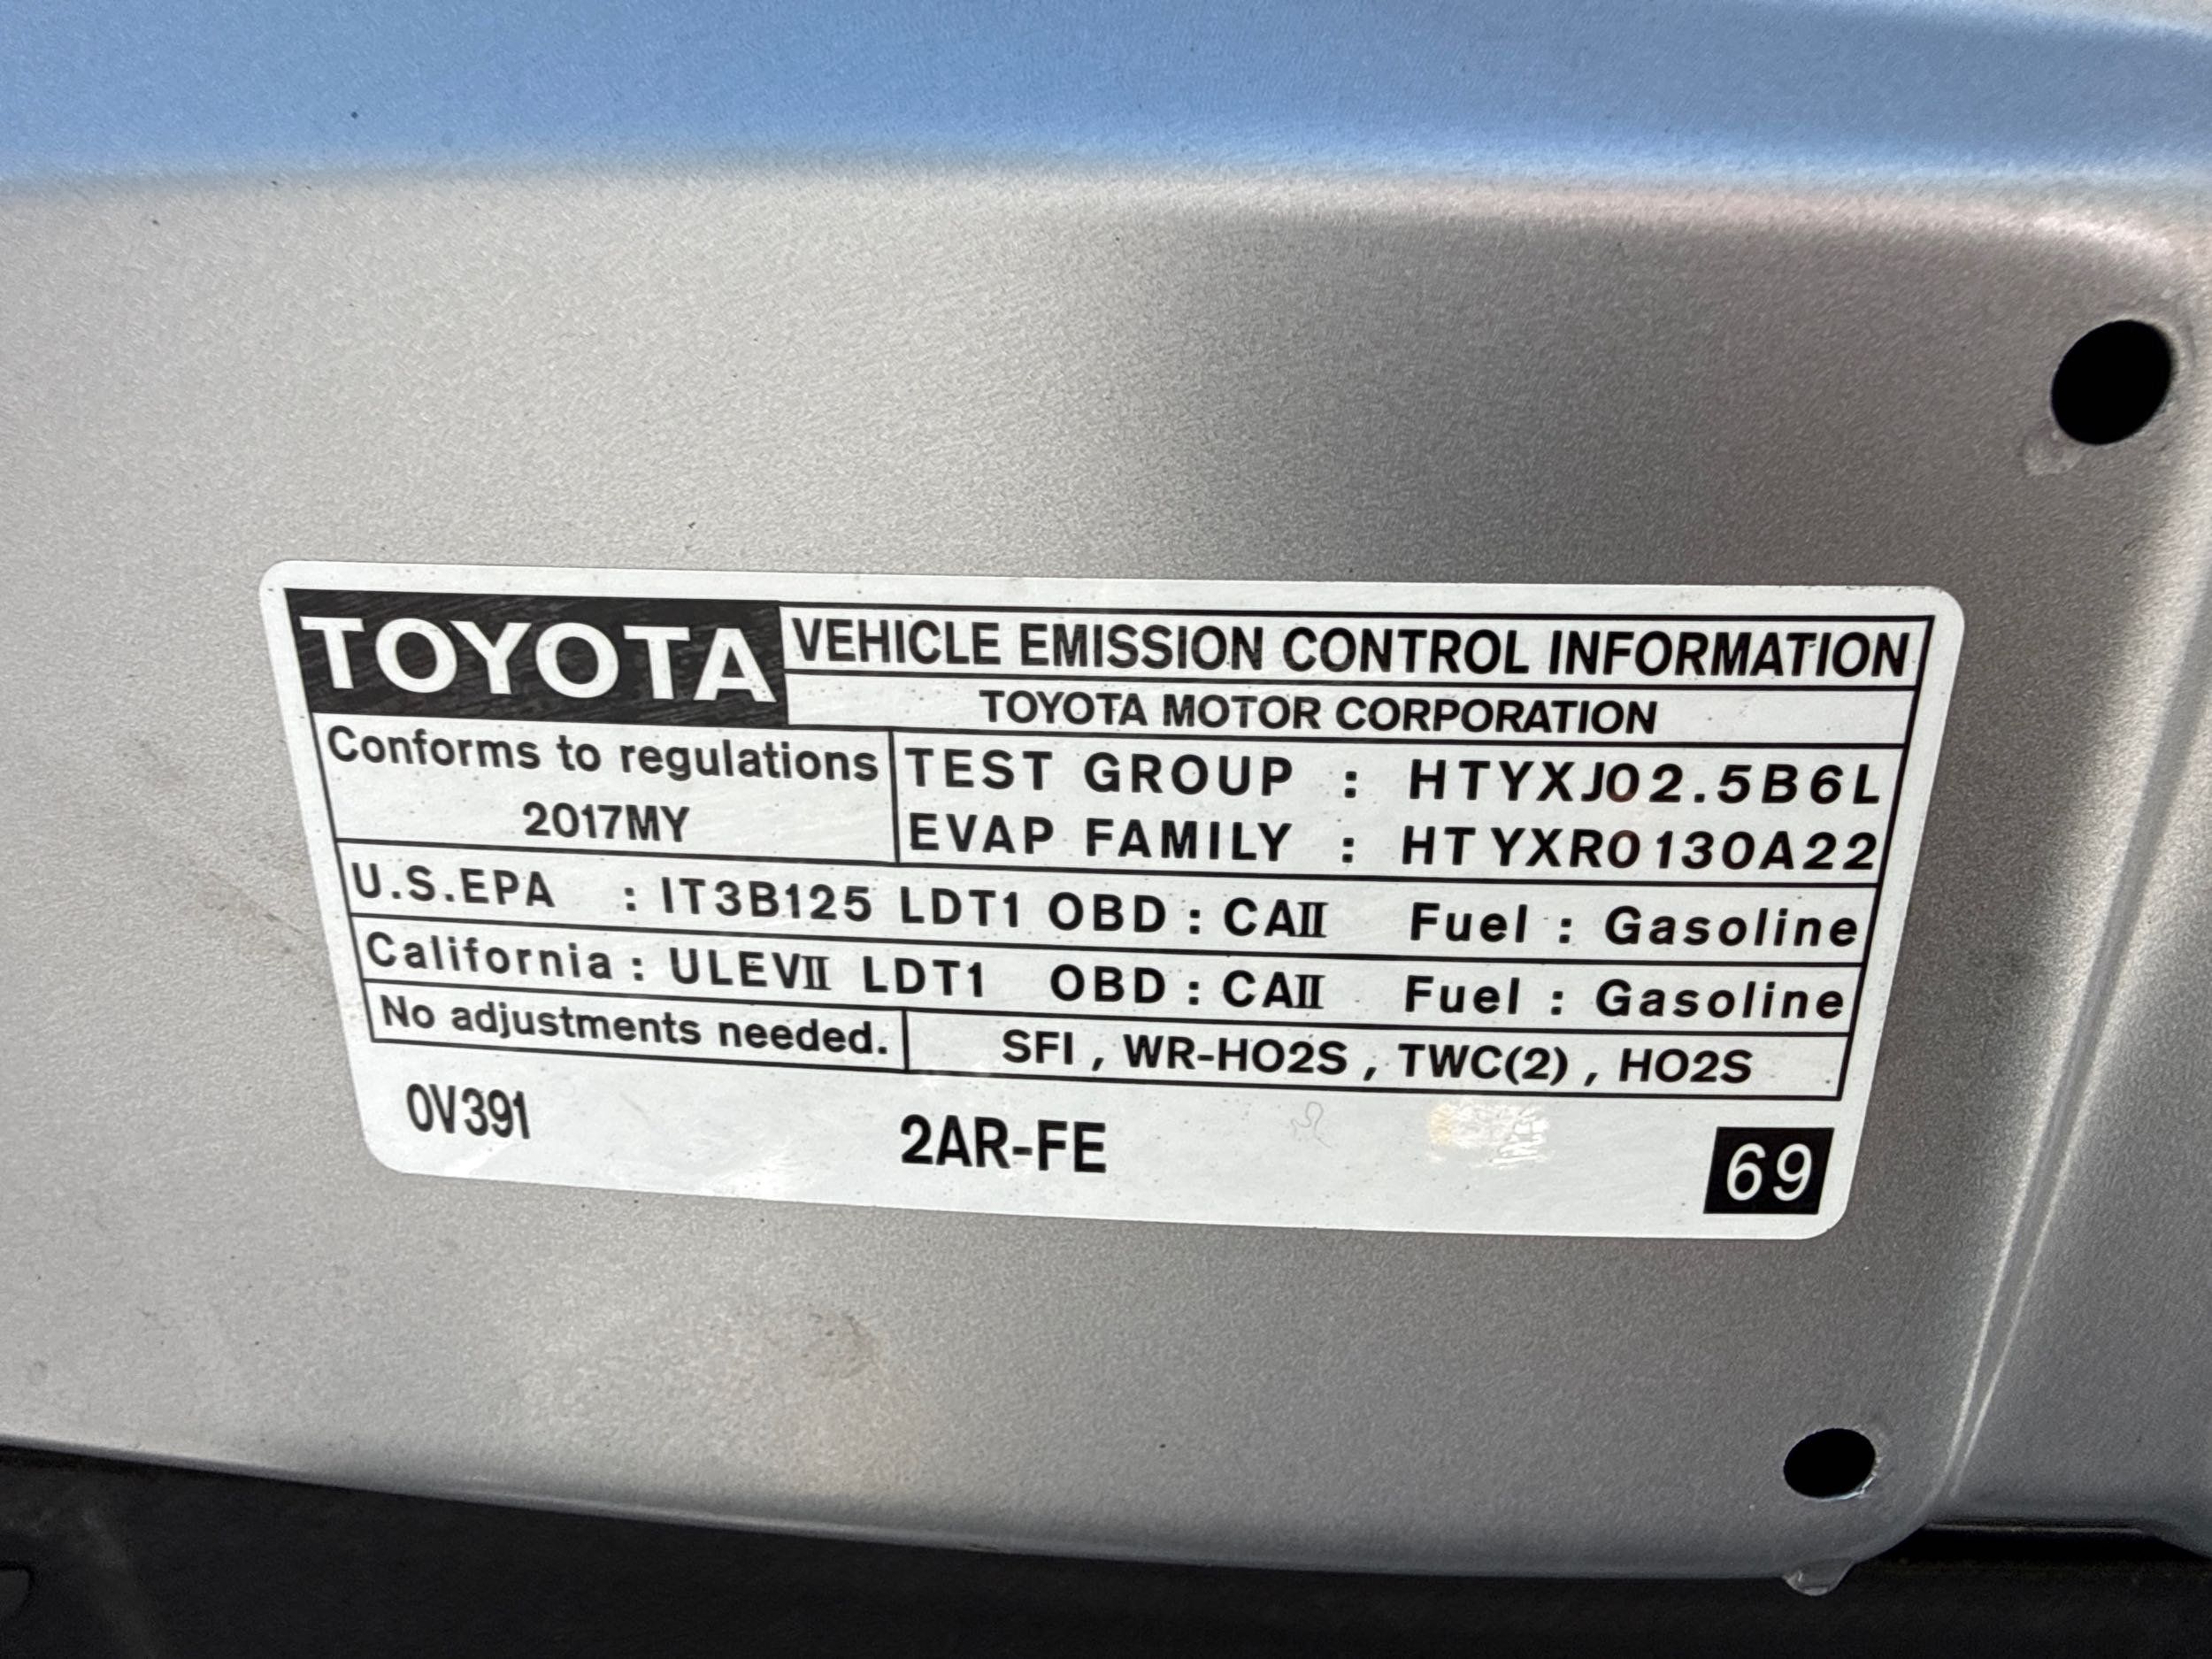 TOYOTA VEHICLE EMISSION CONTROL INFORMATION
TOYOTA MOTOR CORPORATION
Conforms to regulations
2017MY
TEST GROUP : HTYXJ02.5B6L
EVAP FAMILY : HTYXR0130A22
U.S.EPA : IT3B125 LDT1 OBD : CAII Fuel : Gasoline
California : ULEVII LDT1 OBD : CAII Fuel : Gasoline
No adjustments needed. SFI , WR-HO2S , TWC(2) , HO2S
0V391 2AR-FE 69